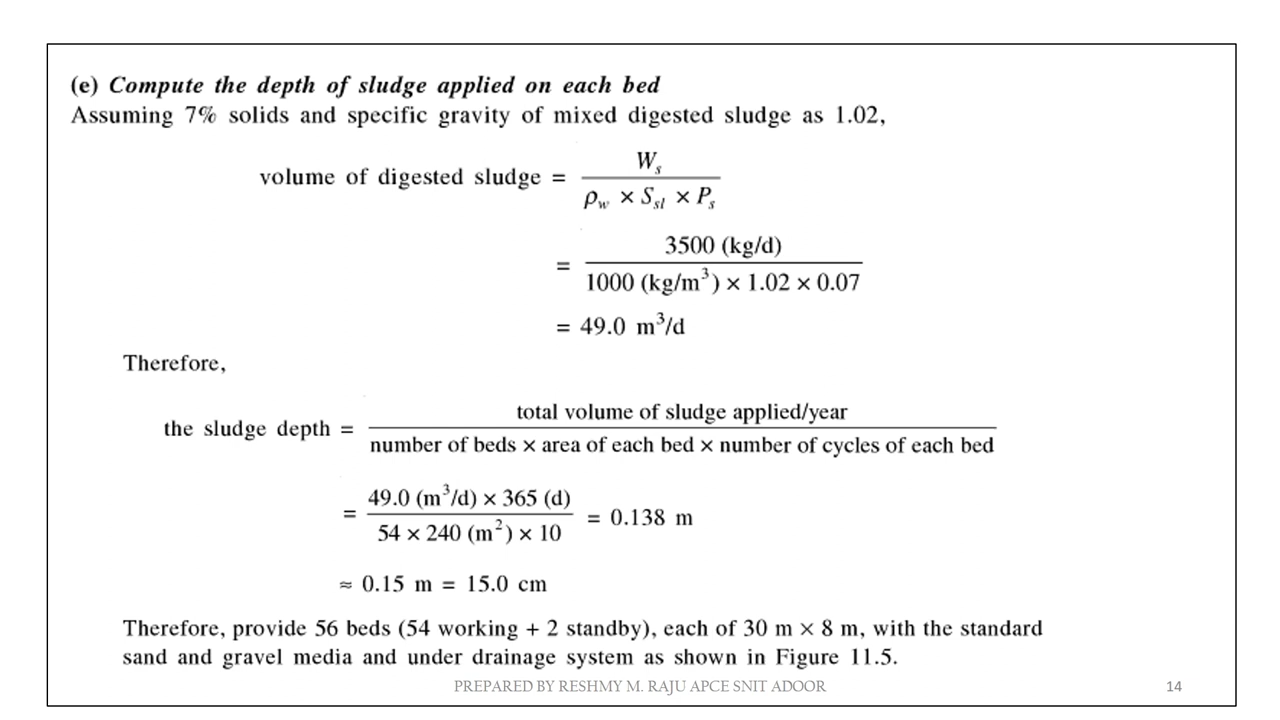 (e) Compute the depth of sludge applied on each bed
Assuming 7% solids and specific gravity of mixed digested sludge as 1.02,
volume of digested sludge = W_s / (ρ_w × S_sl × P_s)
= 3500 (kg/d) / (1000 (kg/m³) × 1.02 × 0.07)
= 49.0 m³/d
Therefore,
the sludge depth = total volume of sludge applied/year / (number of beds × area of each bed × number of cycles of each bed)
= 49.0 (m³/d) × 365 (d) / (54 × 240 (m²) × 10) = 0.138 m
≈ 0.15 m = 15.0 cm
Therefore, provide 56 beds (54 working + 2 standby), each of 30 m × 8 m, with the standard
sand and gravel media and under drainage system as shown in Figure 11.5.
PREPARED BY RESHMY M. RAJU APCE SNIT ADOOR
14